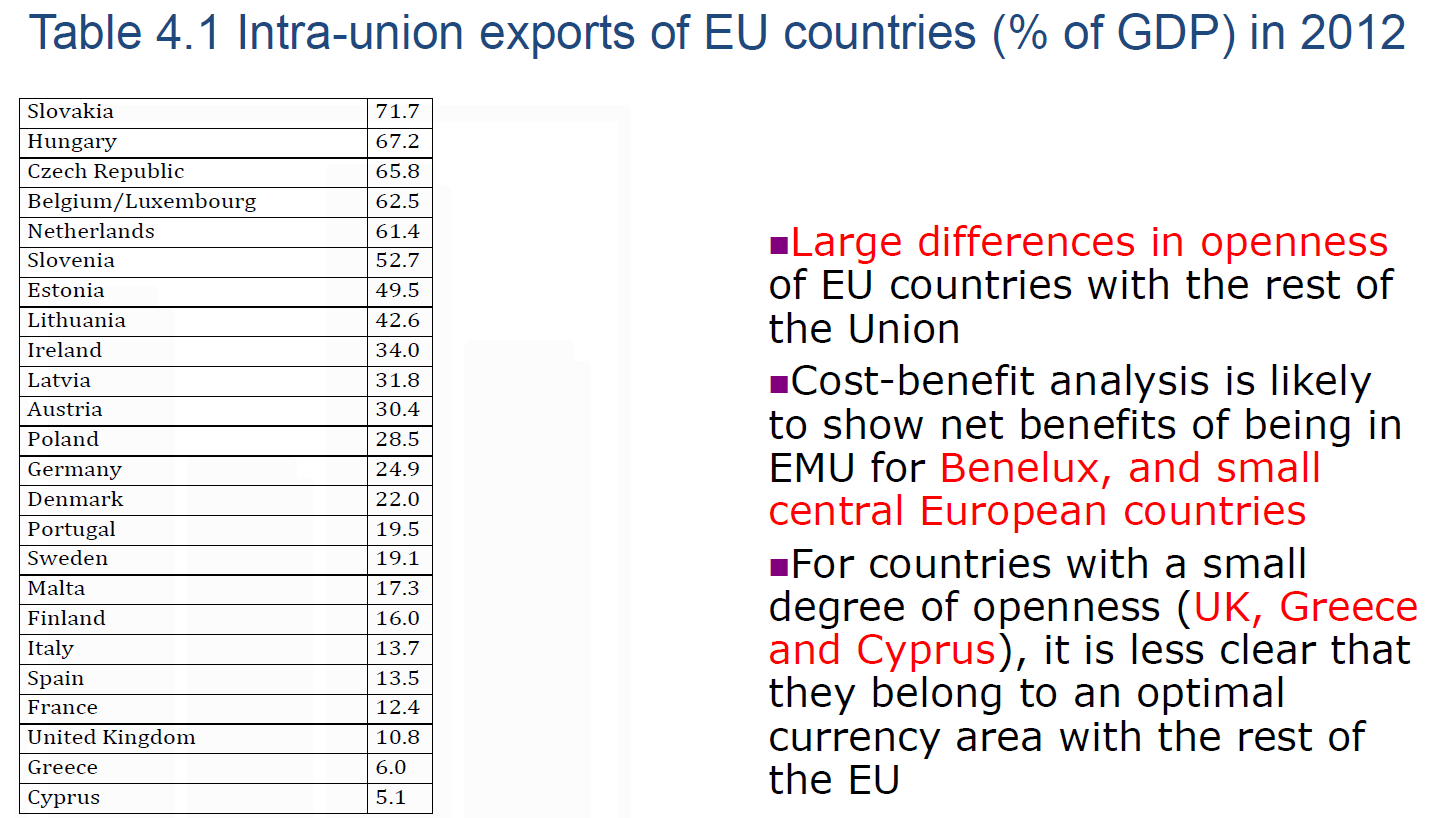 Table 4.1 Intra-union exports of EU countries (% of GDP) in 2012
Slovakia 71.7
Hungary 67.2
Czech Republic 65.8
Belgium/Luxembourg 62.5
Netherlands 61.4
Slovenia 52.7
Estonia 49.5
Lithuania 42.6
Ireland 34.0
Latvia 31.8
Austria 30.4
Poland 28.5
Germany 24.9
Denmark 22.0
Portugal 19.5
Sweden 19.1
Malta 17.3
Finland 16.0
Italy 13.7
Spain 13.5
France 12.4
United Kingdom 10.8
Greece 6.0
Cyprus 5.1
■Large differences in openness
of EU countries with the rest of
the Union
■Cost-benefit analysis is likely
to show net benefits of being in
EMU for Benelux, and small
central European countries
■For countries with a small
degree of openness (UK, Greece
and Cyprus), it is less clear that
they belong to an optimal
currency area with the rest of
the EU